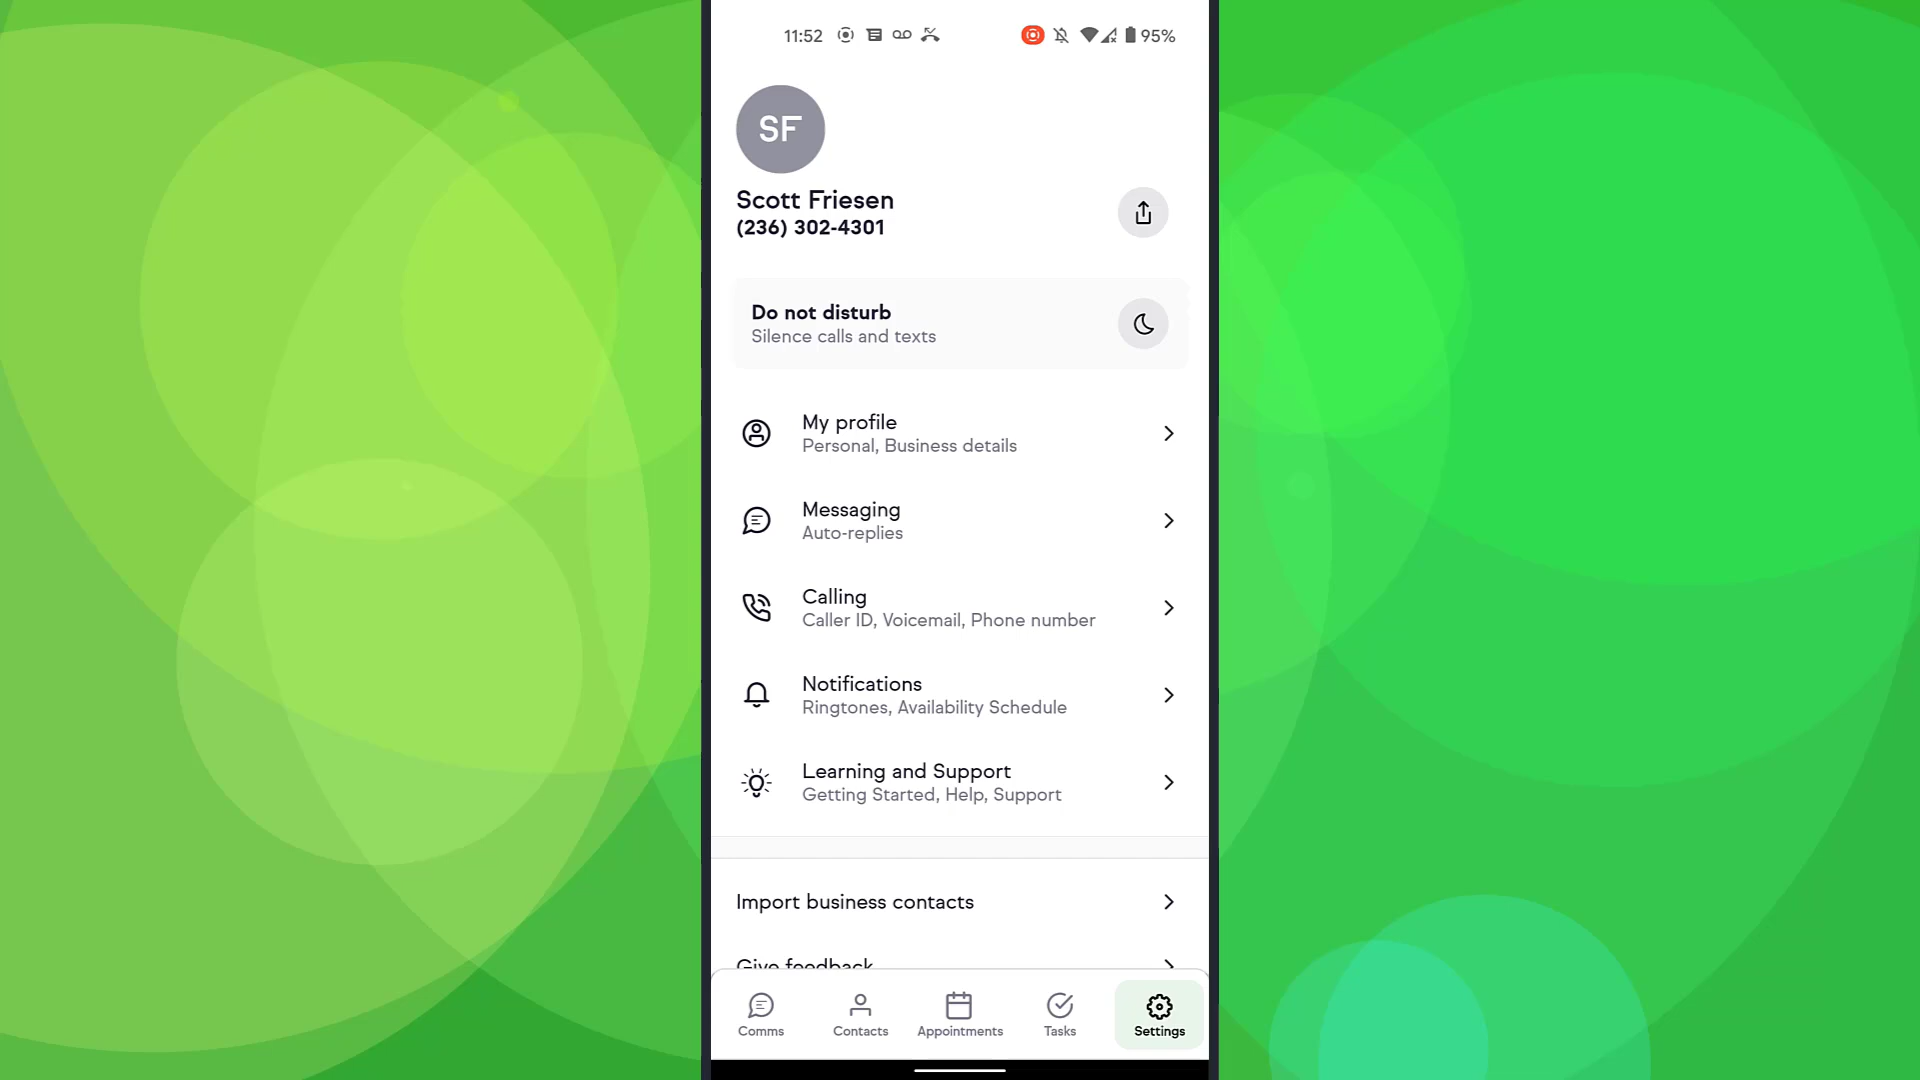 11:52
95%
SF
Scott Friesen
(236) 302-4301
Do not disturb
Silence calls and texts
My profile
Personal, Business details
Messaging
Auto-replies
Calling
Caller ID, Voicemail, Phone number
Notifications
Ringtones, Availability Schedule
Learning and Support
Getting Started, Help, Support
Import business contacts
Give feedback
Comms
Contacts
Appointments
Tasks
Settings